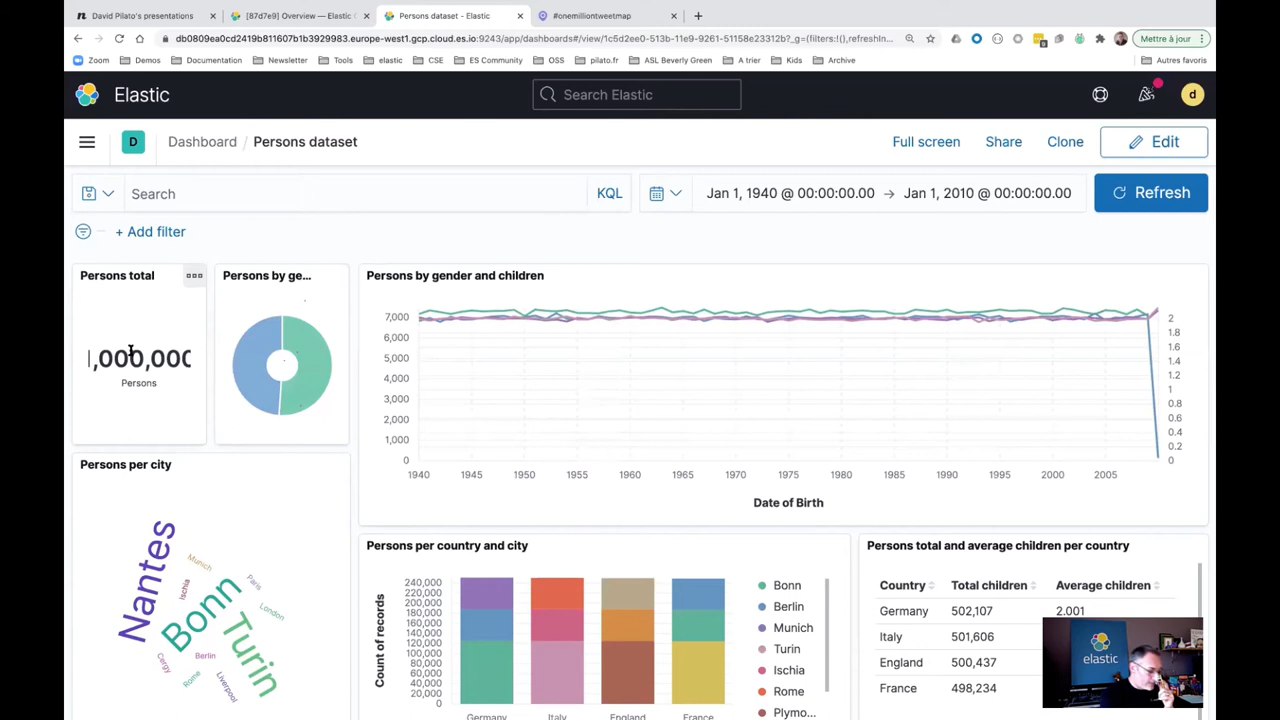 David Pilato's presentations
[87d7e9] Overview — Elastic
Persons dataset - Elastic
#onemilliontweetmap
db0809ea0cd2419b811607b1b3929983.europe-west1.gcp.cloud.es.io:9243/app/dashboards#/view/1c5d2ee0-513b-11e9-9261-51158e23312b?_g=(filters:!(),refreshIn...
Mettre à jour
Zoom
Demos
Documentation
Newsletter
Tools
elastic
CSE
ES Community
OSS
pilato.fr
ASL Beverly Green
A trier
Kids
Archive
Autres favoris
Elastic
Search Elastic
d
D
Dashboard / Persons dataset
Full screen
Share
Clone
Edit
Search
KQL
Jan 1, 1940 @ 00:00:00.00 → Jan 1, 2010 @ 00:00:00.00
Refresh
+ Add filter
Persons total
,000,000
Persons
Persons by ge...
Persons by gender and children
7,000
6,000
5,000
4,000
3,000
2,000
1,000
0
2
1.8
1.6
1.4
1.2
1
0.8
0.6
0.4
0.2
0
1940 1945 1950 1955 1960 1965 1970 1975 1980 1985 1990 1995 2000 2005
Date of Birth
Persons per city
Nantes
Munich
Ischia
Bonn
Paris
London
Turin
Cergy
Berlin
Rome
Liverpool
Persons per country and city
Count of records
240,000
220,000
200,000
180,000
160,000
140,000
120,000
100,000
80,000
60,000
40,000
20,000
0
Germany Italy England France
Bonn
Berlin
Munich
Turin
Ischia
Rome
Plymo...
Persons total and average children per country
Country Total children Average children
Germany 502,107 2.001
Italy 501,606
England 500,437
France 498,234
elastic